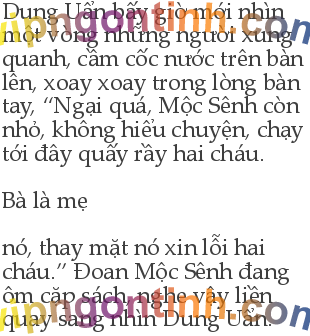 Dung Uẩn bấy giờ mới nhìn
một vòng những người xung
quanh, cầm cốc nước trên bàn
lên, xoay xoay trong lòng bàn
tay, “Ngại quá, Mộc Sênh còn
nhỏ, không hiểu chuyện, chạy
tới đây quấy rầy hai cháu.
Bà là mẹ
nó, thay mặt nó xin lỗi hai
cháu.” Đoan Mộc Sênh đang
ôm cặp sách, nghe vậy liền
quay sang nhìn Dung Uẩn.